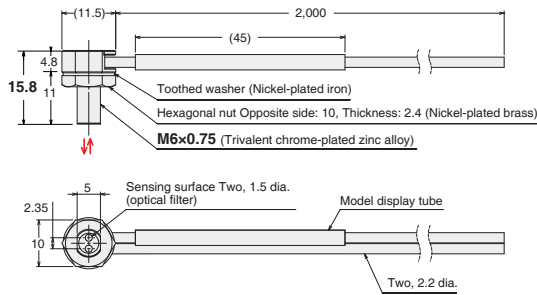 (11.5)
2,000
(45)
4.8
15.8
11
Toothed washer (Nickel-plated iron)
Hexagonal nut Opposite side: 10, Thickness: 2.4 (Nickel-plated brass)
M6×0.75 (Trivalent chrome-plated zinc alloy)
5
Sensing surface Two, 1.5 dia.
(optical filter)
2.35
Model display tube
10
Two, 2.2 dia.